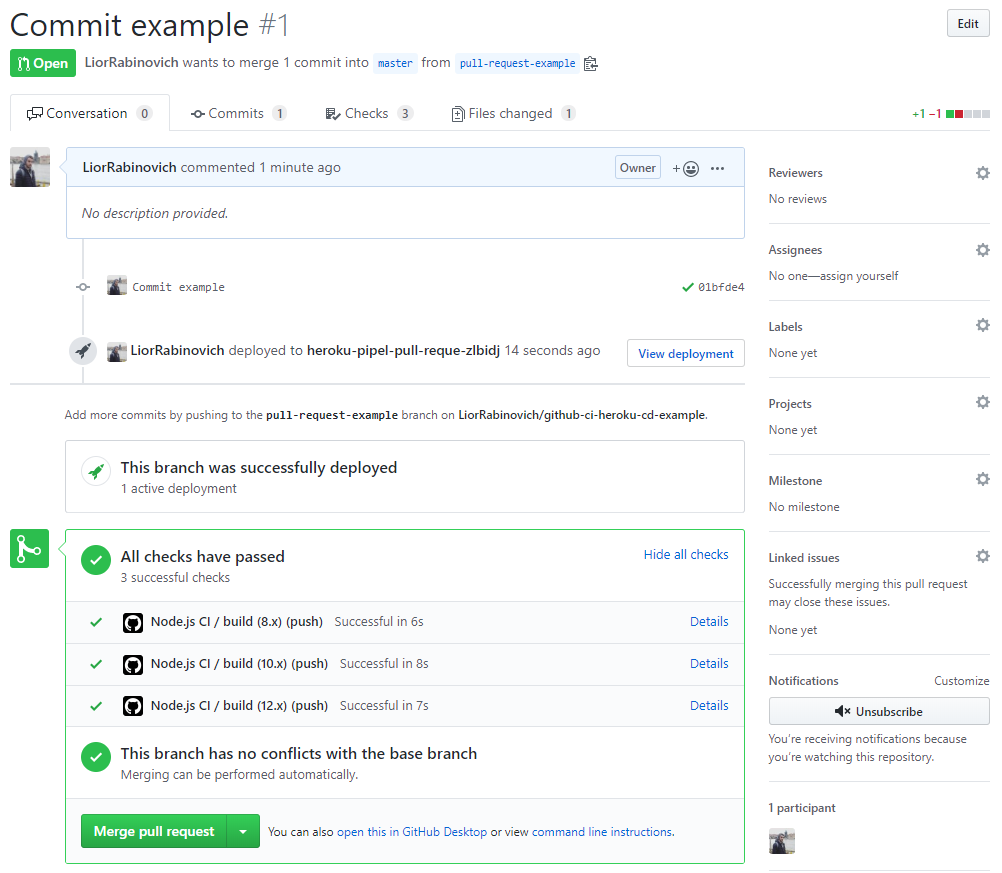 Commit example #1
Edit
Open LiorRabinovich wants to merge 1 commit into master from pull-request-example
Conversation 0 Commits 1 Checks 3 Files changed 1 +1 −1
LiorRabinovich commented 1 minute ago Owner + ...
No description provided.
Commit example 01bfde4
LiorRabinovich deployed to heroku-pipel-pull-reque-zlbidj 14 seconds ago View deployment
Add more commits by pushing to the pull-request-example branch on LiorRabinovich/github-ci-heroku-cd-example.
This branch was successfully deployed
1 active deployment
All checks have passed Hide all checks
3 successful checks
Node.js CI / build (8.x) (push) Successful in 6s Details
Node.js CI / build (10.x) (push) Successful in 8s Details
Node.js CI / build (12.x) (push) Successful in 7s Details
This branch has no conflicts with the base branch
Merging can be performed automatically.
Merge pull request You can also open this in GitHub Desktop or view command line instructions.
Reviewers
No reviews
Assignees
No one—assign yourself
Labels
None yet
Projects
None yet
Milestone
No milestone
Linked issues
Successfully merging this pull request
may close these issues.
None yet
Notifications Customize
Unsubscribe
You're receiving notifications because
you're watching this repository.
1 participant